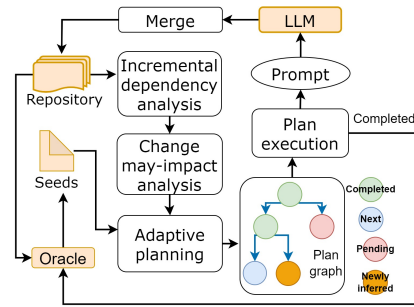 Merge
LLM
Repository
Incremental
dependency
analysis
Prompt
Plan
execution
Completed
Change
may-impact
analysis
Seeds
Adaptive
planning
Oracle
Plan
graph
Completed
Next
Pending
Newly
inferred